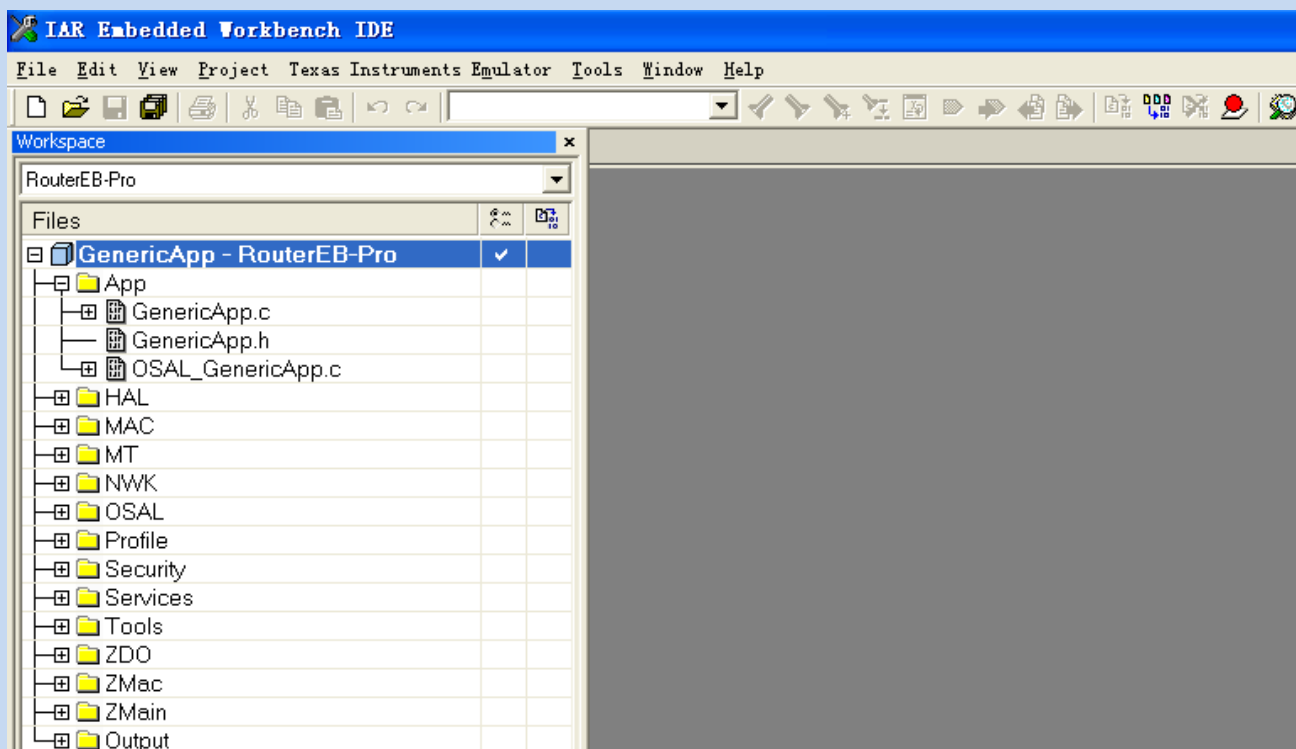 IAR Embedded Workbench IDE
File Edit View Project Texas Instruments Emulator Tools Window Help
Workspace
RouterEB-Pro
Files
GenericApp - RouterEB-Pro
App
GenericApp.c
GenericApp.h
OSAL_GenericApp.c
HAL
MAC
MT
NWK
OSAL
Profile
Security
Services
Tools
ZDO
ZMac
ZMain
Output